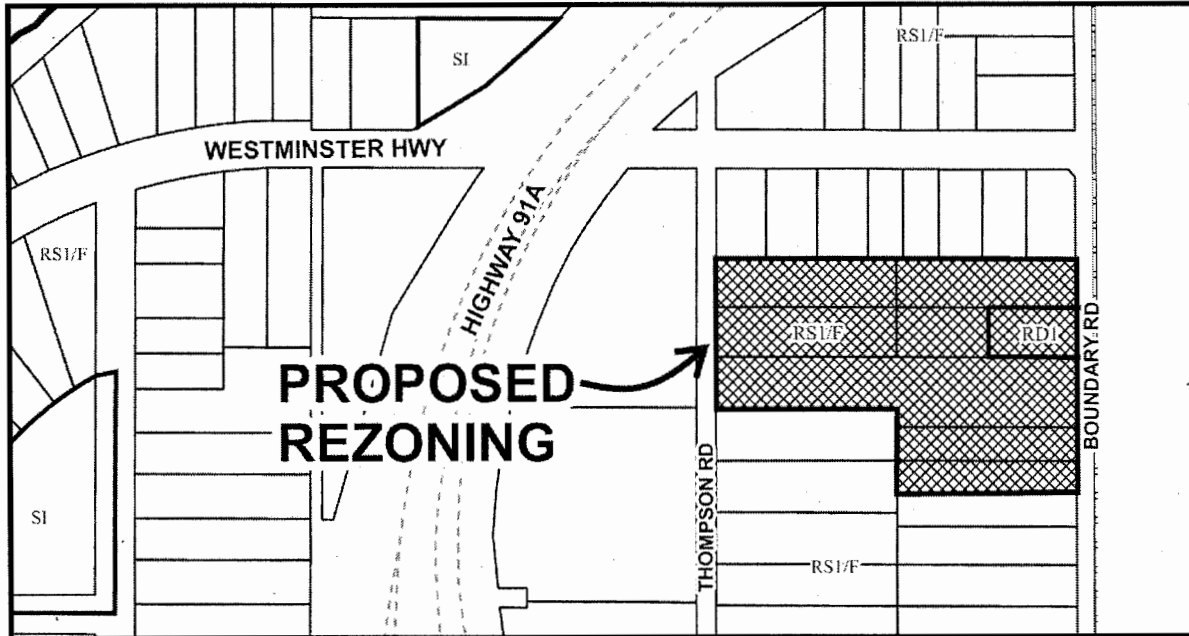 SI
RS1/F
WESTMINSTER HWY
RS1/F
HIGHWAY 91A
RS1/F
RD1
BOUNDARY RD
PROPOSED
REZONING
THOMPSON RD
SI
RS1/F